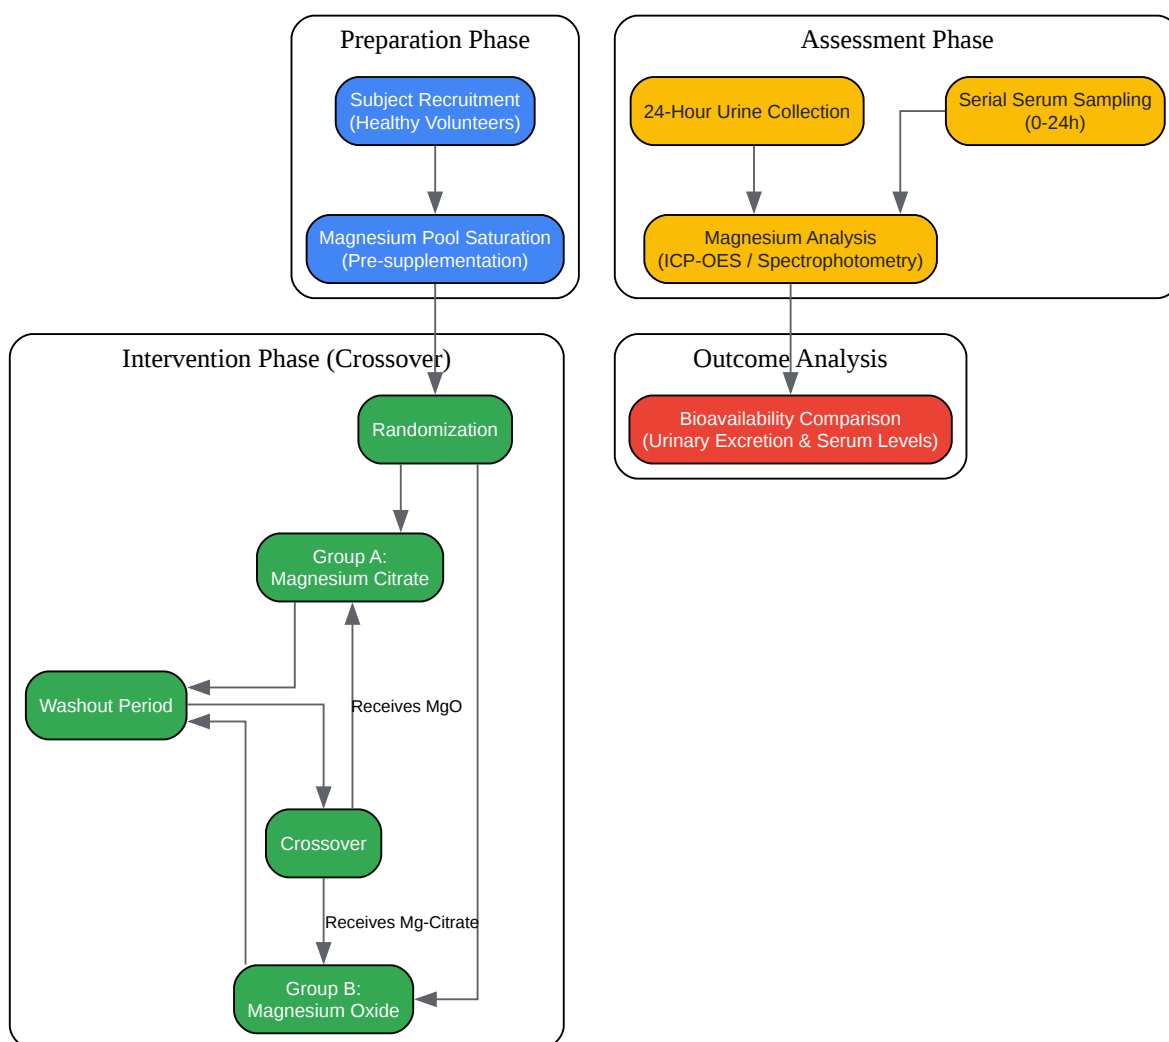 Preparation Phase
Subject Recruitment
(Healthy Volunteers)
Magnesium Pool Saturation
(Pre-supplementation)
Assessment Phase
24-Hour Urine Collection
Serial Serum Sampling
(0-24h)
Magnesium Analysis
(ICP-OES / Spectrophotometry)
Intervention Phase (Crossover)
Randomization
Group A:
Magnesium Citrate
Washout Period
Receives MgO
Crossover
Receives Mg-Citrate
Group B:
Magnesium Oxide
Outcome Analysis
Bioavailability Comparison
(Urinary Excretion & Serum Levels)